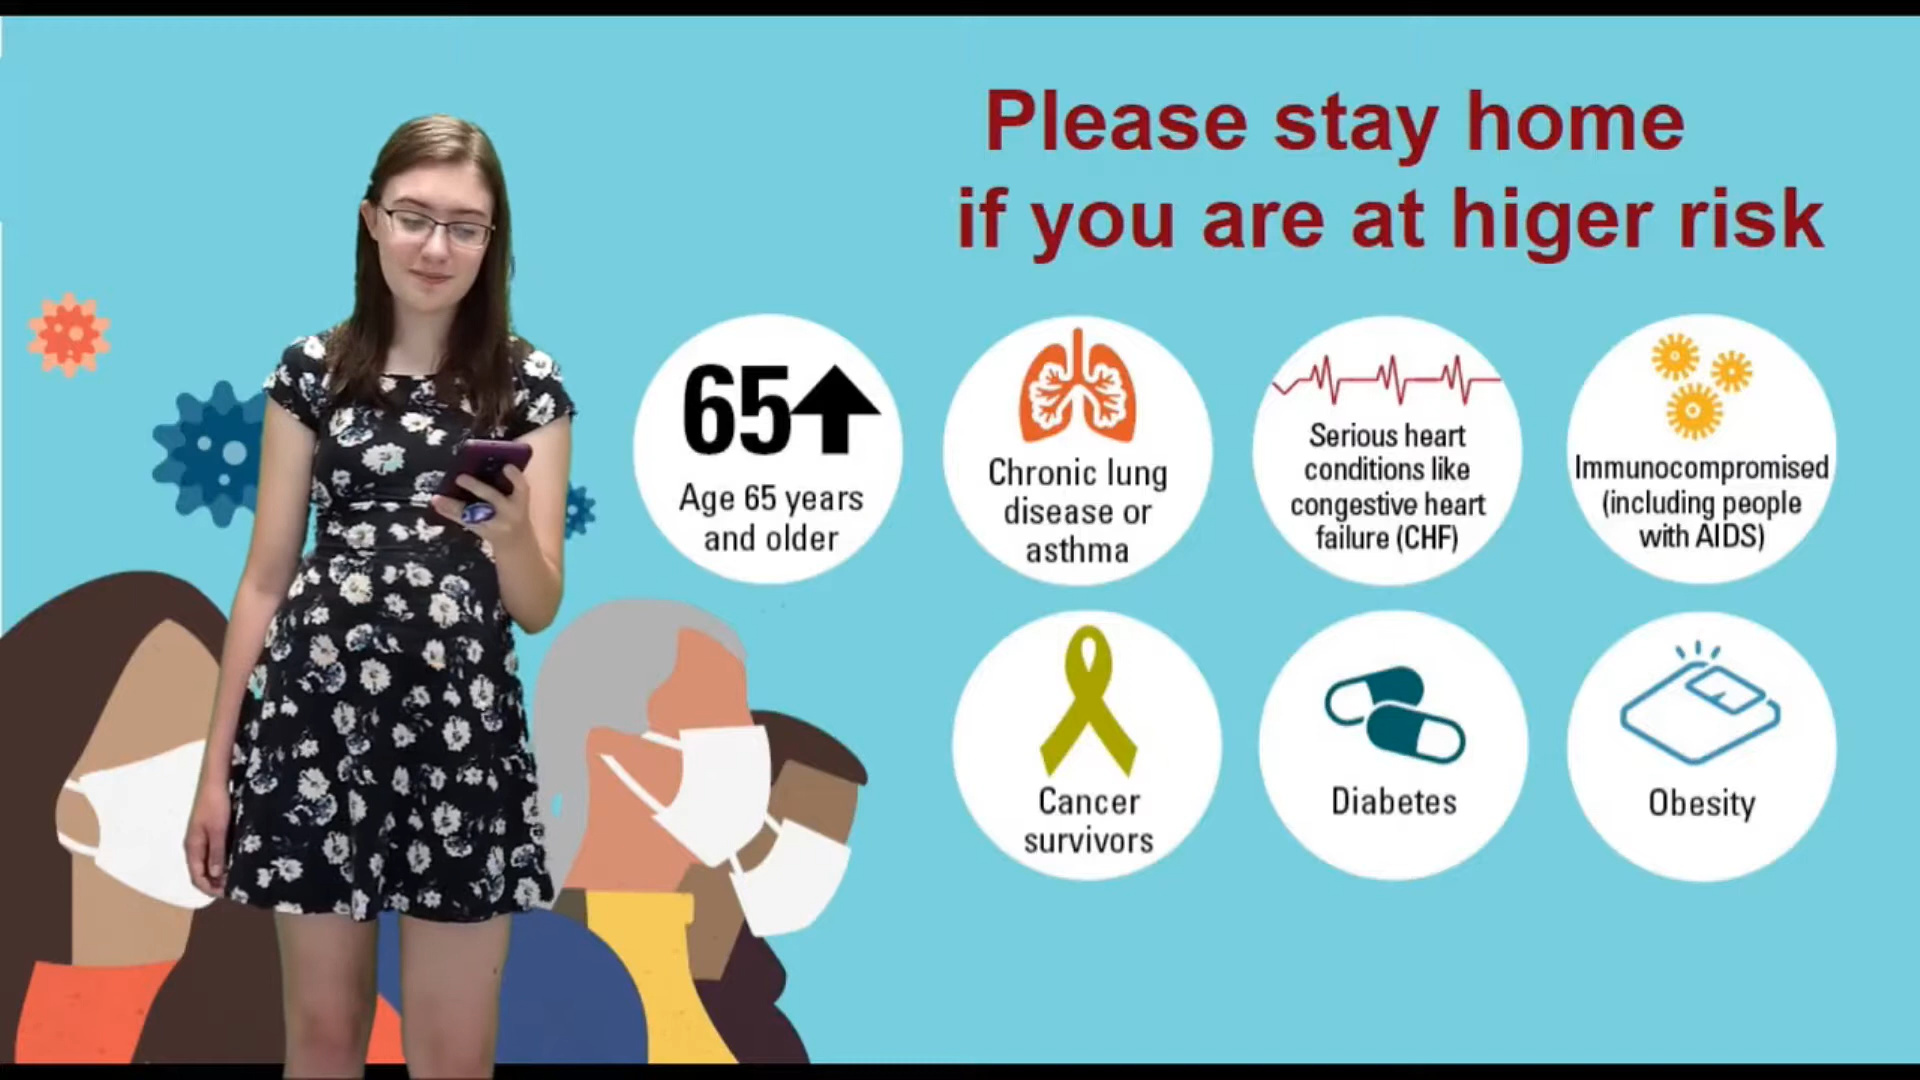 Please stay home
if you are at higer risk
65
Age 65 years
and older
Chronic lung
disease or
asthma
Serious heart
conditions like
congestive heart
failure (CHF)
Immunocompromised
(including people
with AIDS)
Cancer
survivors
Diabetes
Obesity